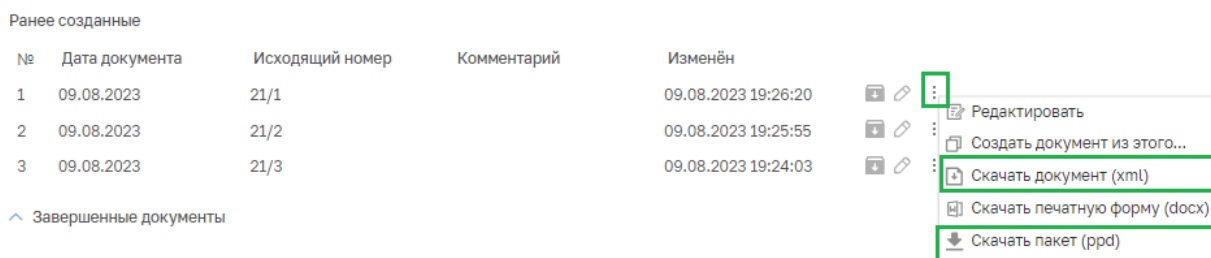 Ранее созданные
№ Дата документа Исходящий номер Комментарий Изменён
1 09.08.2023 21/1 09.08.2023 19:26:20
2 09.08.2023 21/2 09.08.2023 19:25:55
3 09.08.2023 21/3 09.08.2023 19:24:03
Завершенные документы
Редактировать
Создать документ из этого...
Скачать документ (xml)
Скачать печатную форму (docx)
Скачать пакет (ppd)